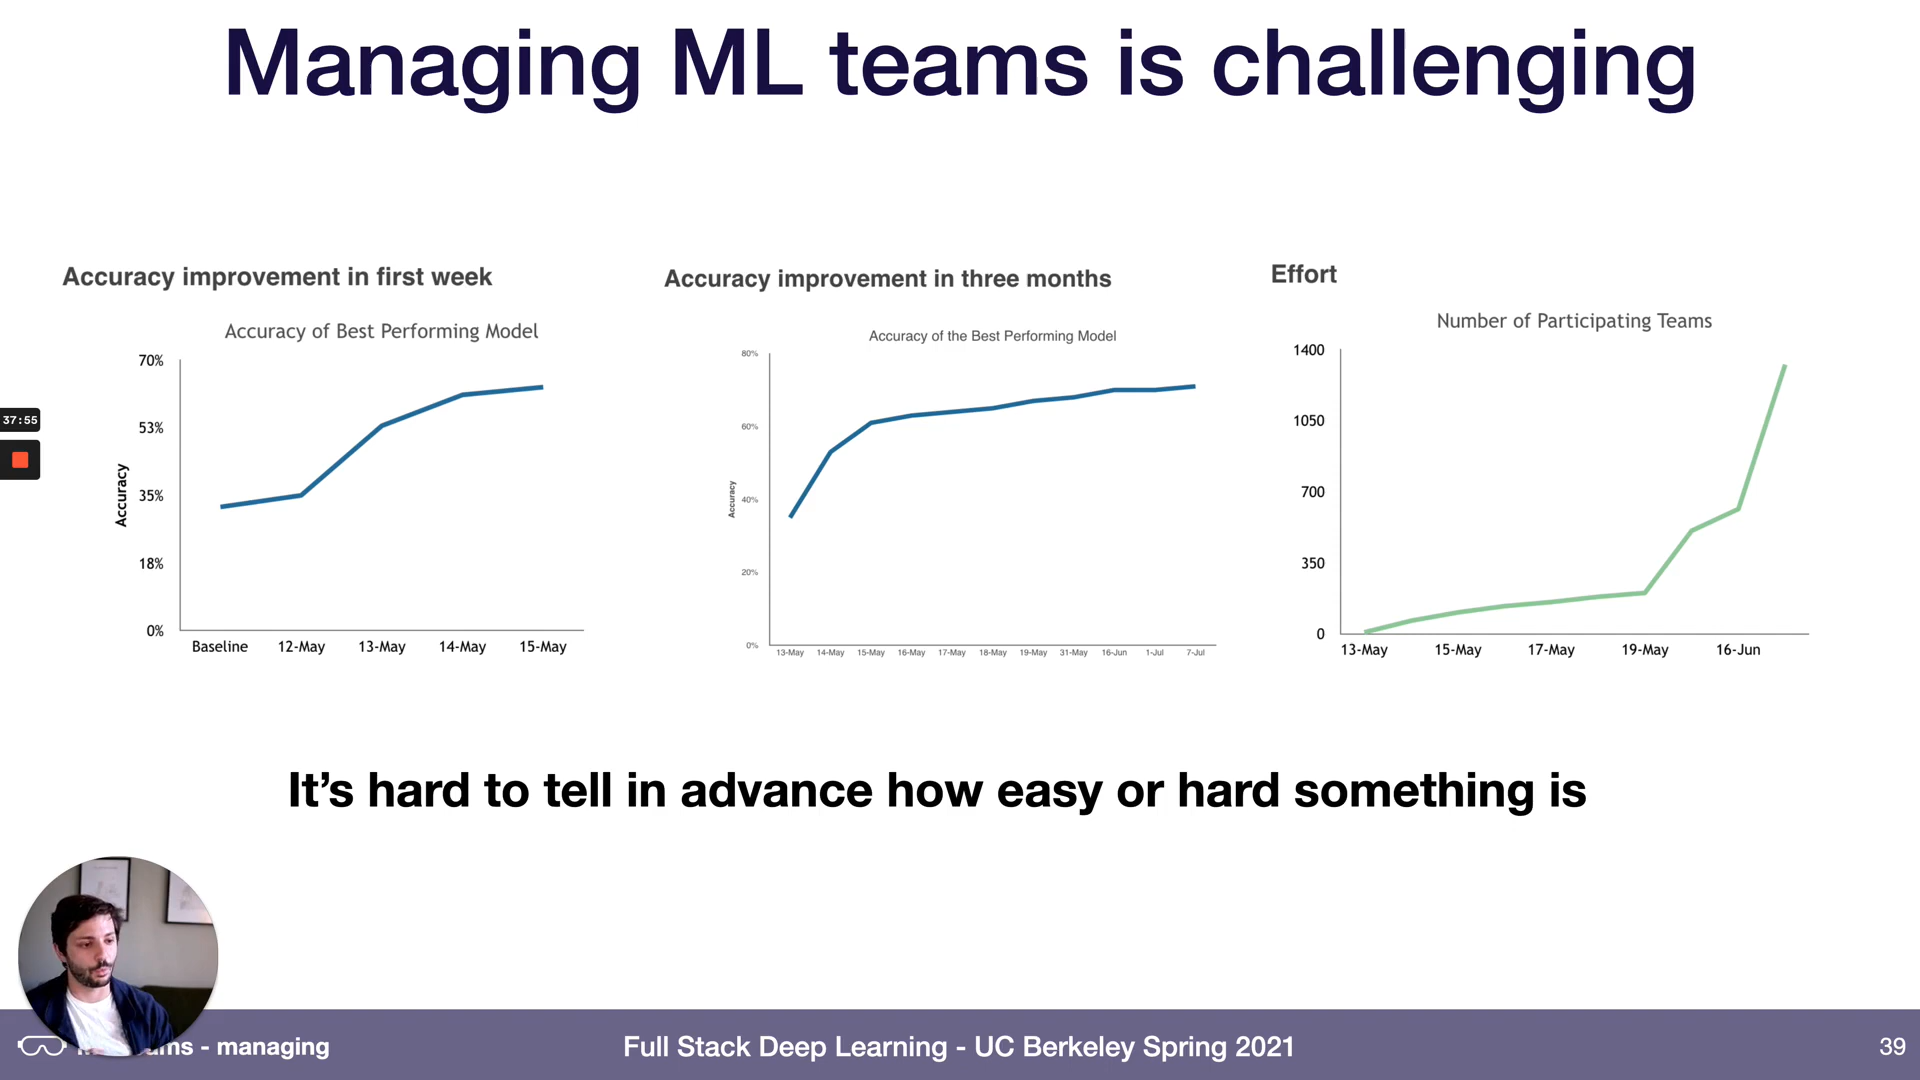 Managing ML teams is challenging
Accuracy improvement in first week
Accuracy of Best Performing Model
70%
53%
35%
18%
0%
Accuracy
Baseline 12-May 13-May 14-May 15-May
Accuracy improvement in three months
Accuracy of the Best Performing Model
80%
60%
40%
20%
0%
Accuracy
13-May 14-May 15-May 16-May 17-May 18-May 19-May 31-May 16-Jun 1-Jul 7-Jul
Effort
Number of Participating Teams
1400
1050
700
350
0
13-May 15-May 17-May 19-May 16-Jun
37:55
It's hard to tell in advance how easy or hard something is
- managing
Full Stack Deep Learning - UC Berkeley Spring 2021
39